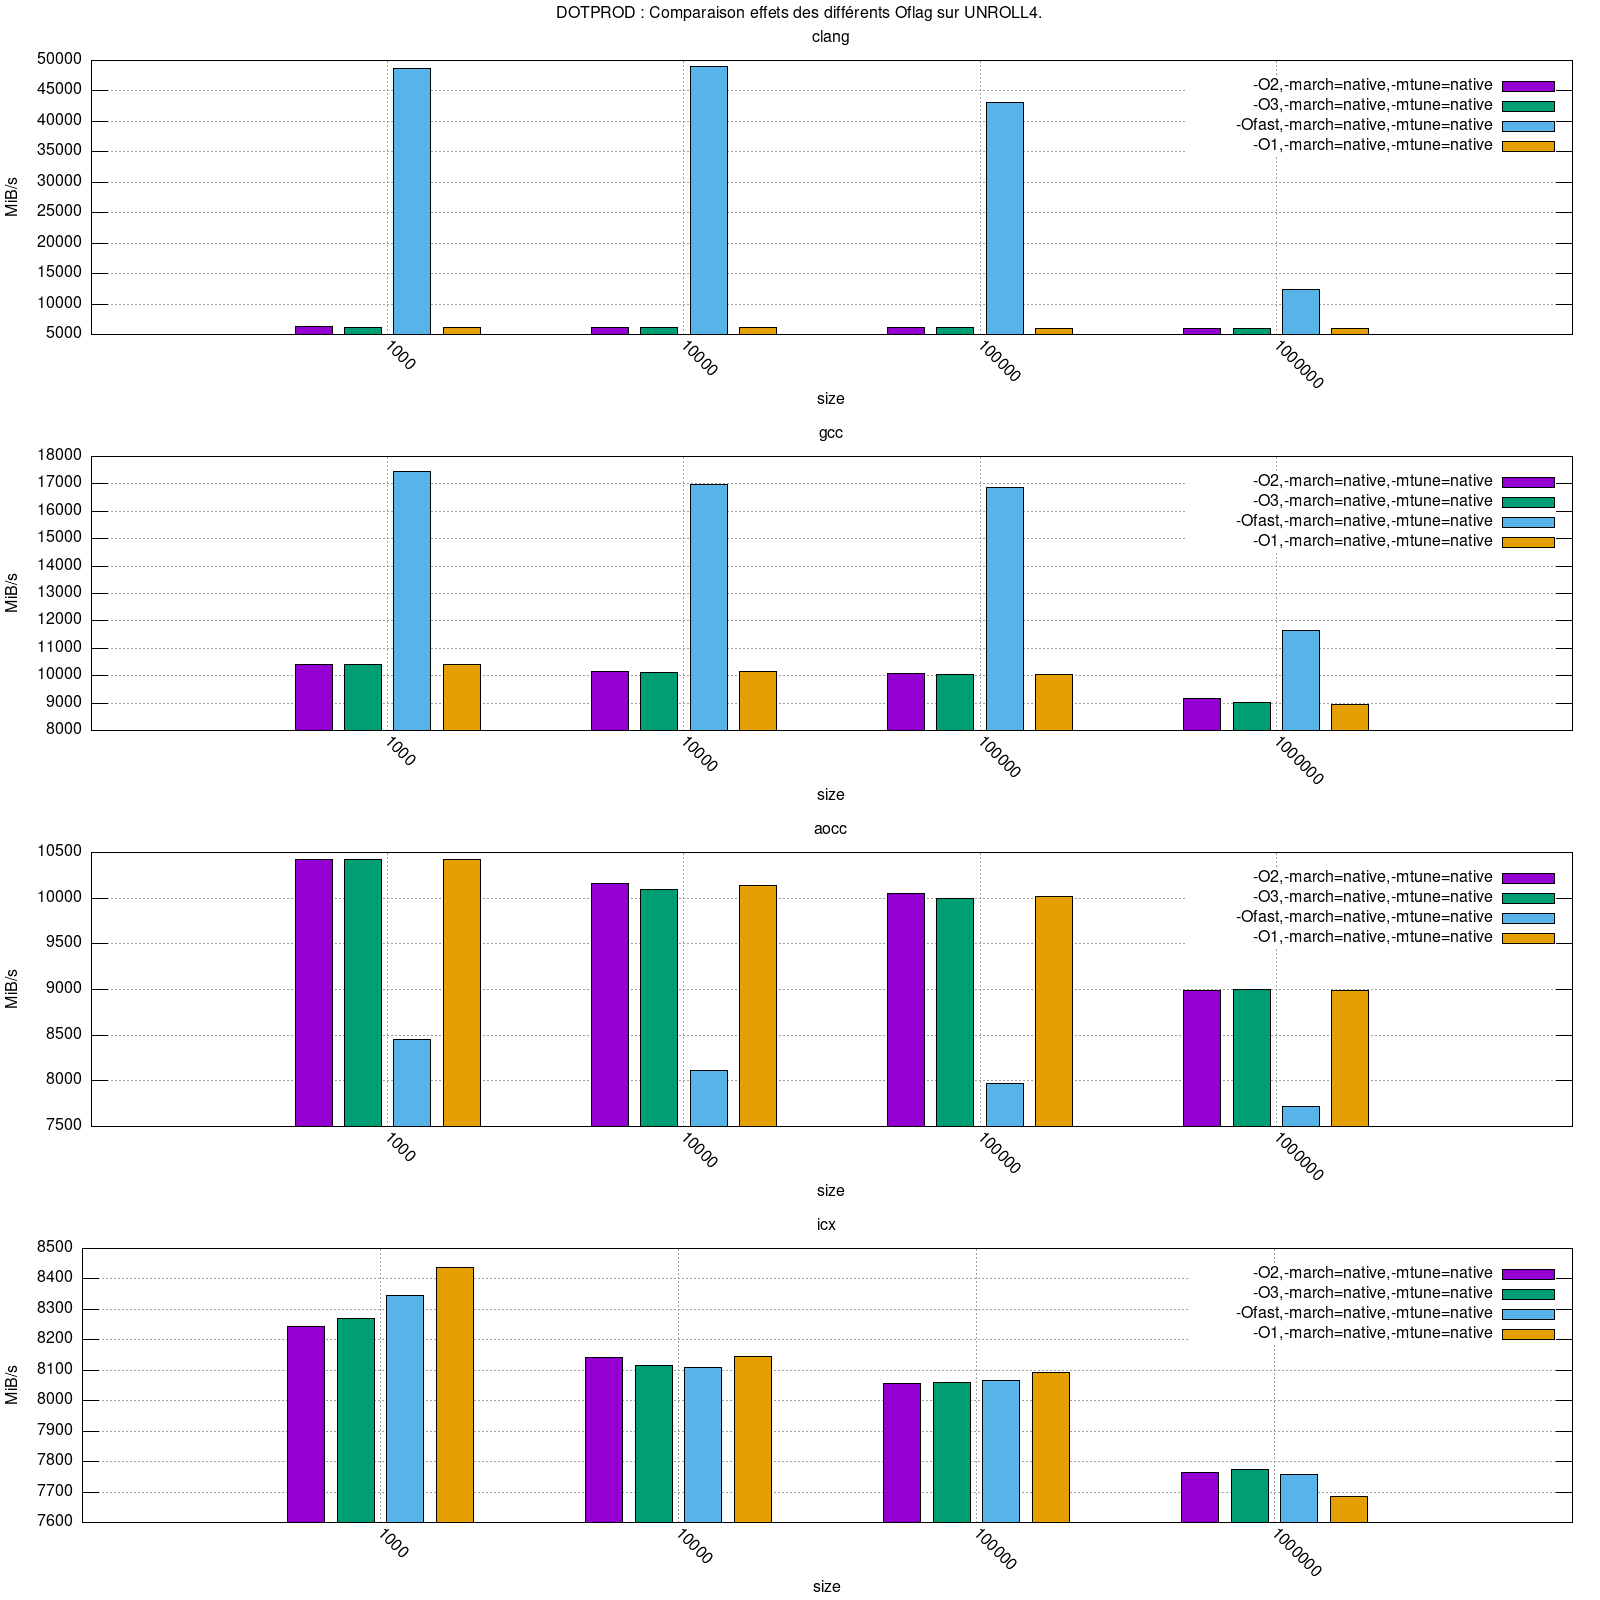 DOTPROD : Comparaison effets des différents Oflag sur UNROLL4.
clang
50000
45000
40000
35000
30000
25000
20000
15000
10000
5000
MiB/s
-O2,-march=native,-mtune=native
-O3,-march=native,-mtune=native
-Ofast,-march=native,-mtune=native
-O1,-march=native,-mtune=native
1000
10000
100000
1000000
size
gcc
18000
17000
16000
15000
14000
13000
12000
11000
10000
9000
8000
MiB/s
-O2,-march=native,-mtune=native
-O3,-march=native,-mtune=native
-Ofast,-march=native,-mtune=native
-O1,-march=native,-mtune=native
1000
10000
100000
1000000
size
aocc
10500
10000
9500
9000
8500
8000
7500
MiB/s
-O2,-march=native,-mtune=native
-O3,-march=native,-mtune=native
-Ofast,-march=native,-mtune=native
-O1,-march=native,-mtune=native
1000
10000
100000
1000000
size
icx
8500
8400
8300
8200
8100
8000
7900
7800
7700
7600
MiB/s
-O2,-march=native,-mtune=native
-O3,-march=native,-mtune=native
-Ofast,-march=native,-mtune=native
-O1,-march=native,-mtune=native
1000
10000
100000
1000000
size